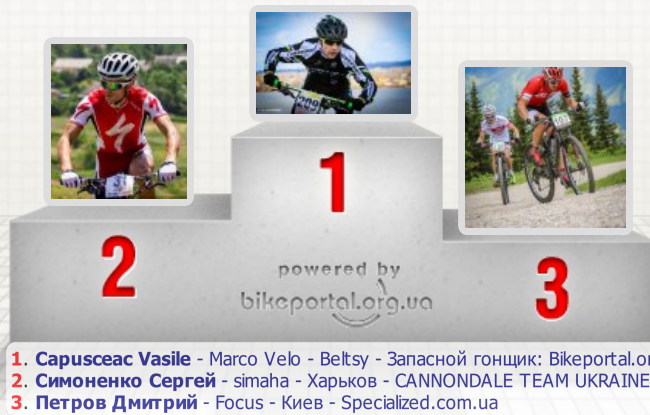 1
2
3
powered by
bikeportal.org.ua
1. Capusceac Vasile - Marco Velo - Beltsy - Запасной гонщик: Bikeportal.or
2. Симоненко Сергей - simaha - Харьков - CANNONDALE TEAM UKRAINE
3. Петров Дмитрий - Focus - Киев - Specialized.com.ua